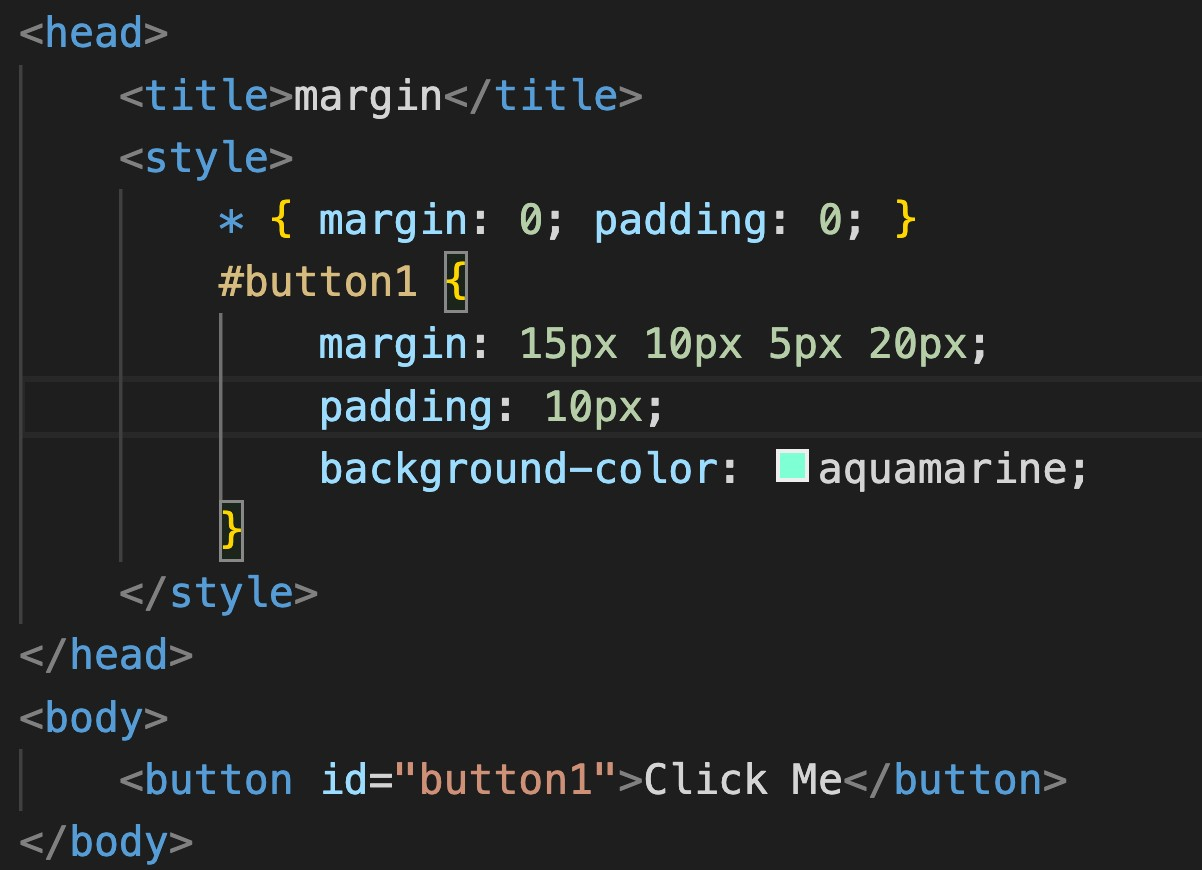 <head>
    <title>margin</title>
    <style>
        * { margin: 0; padding: 0; }
        #button1 {
            margin: 15px 10px 5px 20px;
            padding: 10px;
            background-color: aquamarine;
        }
    </style>
</head>
<body>
    <button id="button1">Click Me</button>
</body>